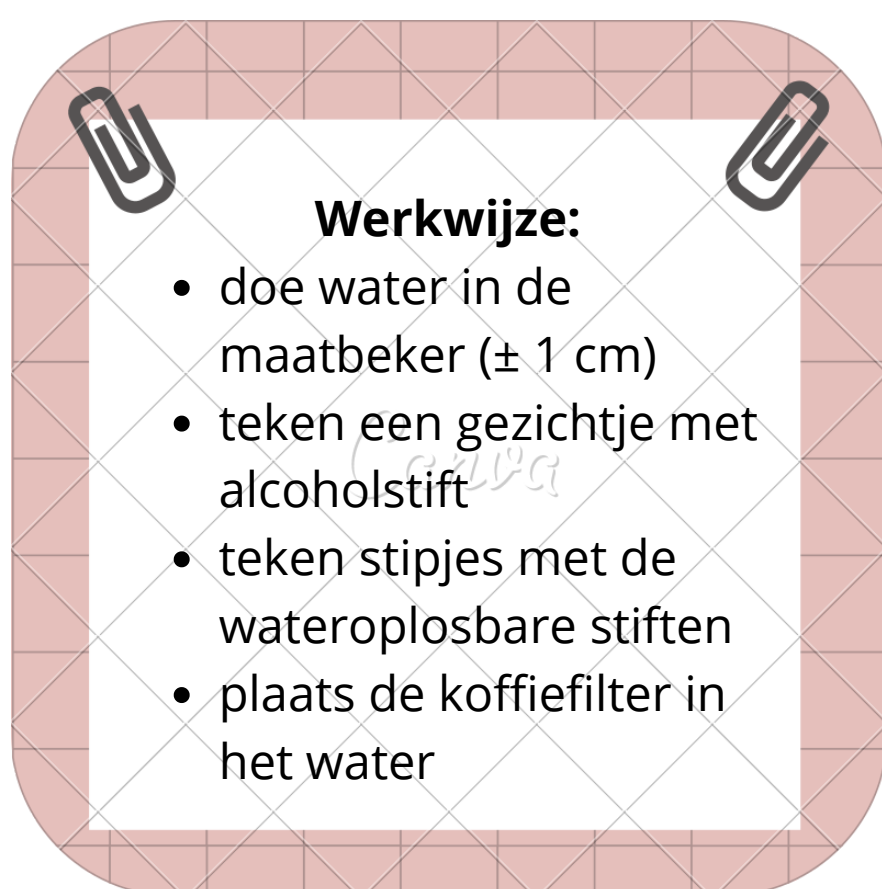 Werkwijze:
• doe water in de
maatbeker (± 1 cm)
• teken een gezichtje met
alcoholstift
• teken stipjes met de
wateroplosbare stiften
• plaats de koffiefilter in
het water
Canva